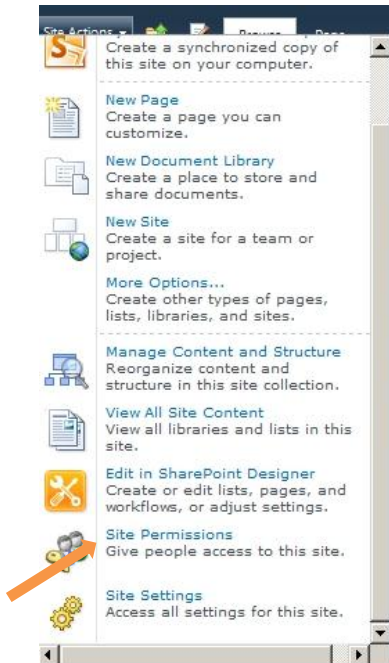 Site Actions
Browse Page
Create a synchronized copy of
this site on your computer.
New Page
Create a page you can
customize.
New Document Library
Create a place to store and
share documents.
New Site
Create a site for a team or
project.
More Options...
Create other types of pages,
lists, libraries, and sites.
Manage Content and Structure
Reorganize content and
structure in this site collection.
View All Site Content
View all libraries and lists in this
site.
Edit in SharePoint Designer
Create or edit lists, pages, and
workflows, or adjust settings.
Site Permissions
Give people access to this site.
Site Settings
Access all settings for this site.